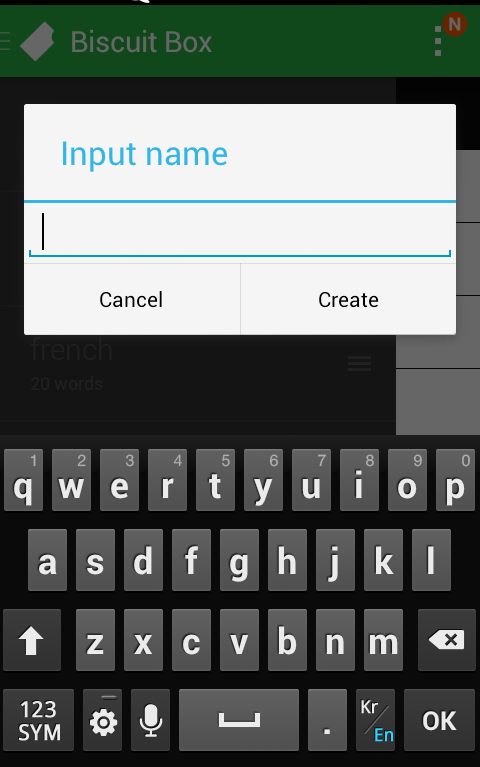 Biscuit Box
N
Input name
Cancel
Create
french
20 words
1 2 3 4 5 6 7 8 9 0
q w e r t y u i o p
a s d f g h j k l
z x c v b n m
123
SYM
.
Kr
En
OK